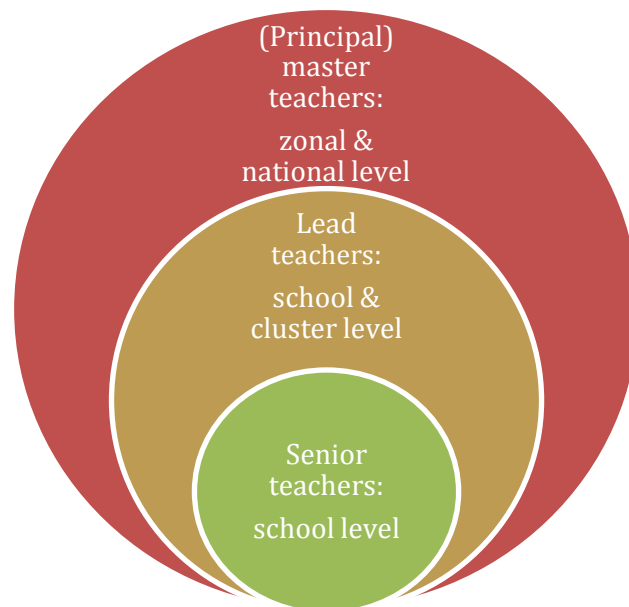 (Principal)
master
teachers:
zonal &
national level
Lead
teachers:
school &
cluster level
Senior
teachers:
school level